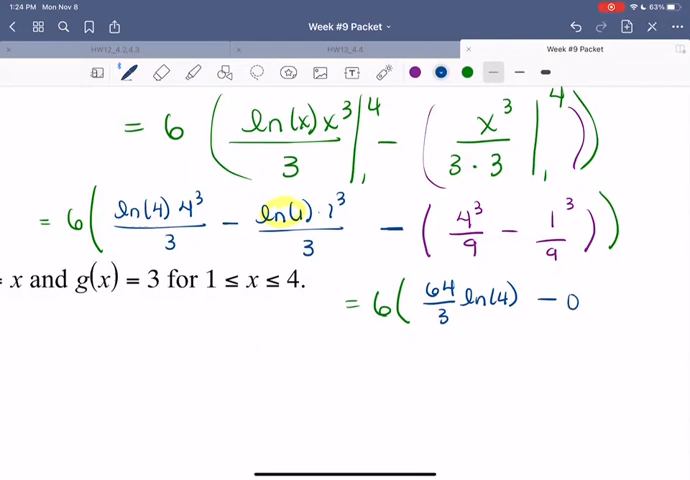 1:24 PM Mon Nov 8
63%
Week #9 Packet
HW12_4.2,4.3
HW12_4.4
Week #9 Packet
= 6 ( ln(x) x³/3 |₁⁴ − ( x³/(3·3) |₁⁴ ) )
= 6 ( ln(4) 4³/3 − ln(1)·1³/3 − ( 4³/9 − 1³/9 ) )
= x and g(x) = 3 for 1 ≤ x ≤ 4.
= 6 ( 64/3 ln(4) − 0